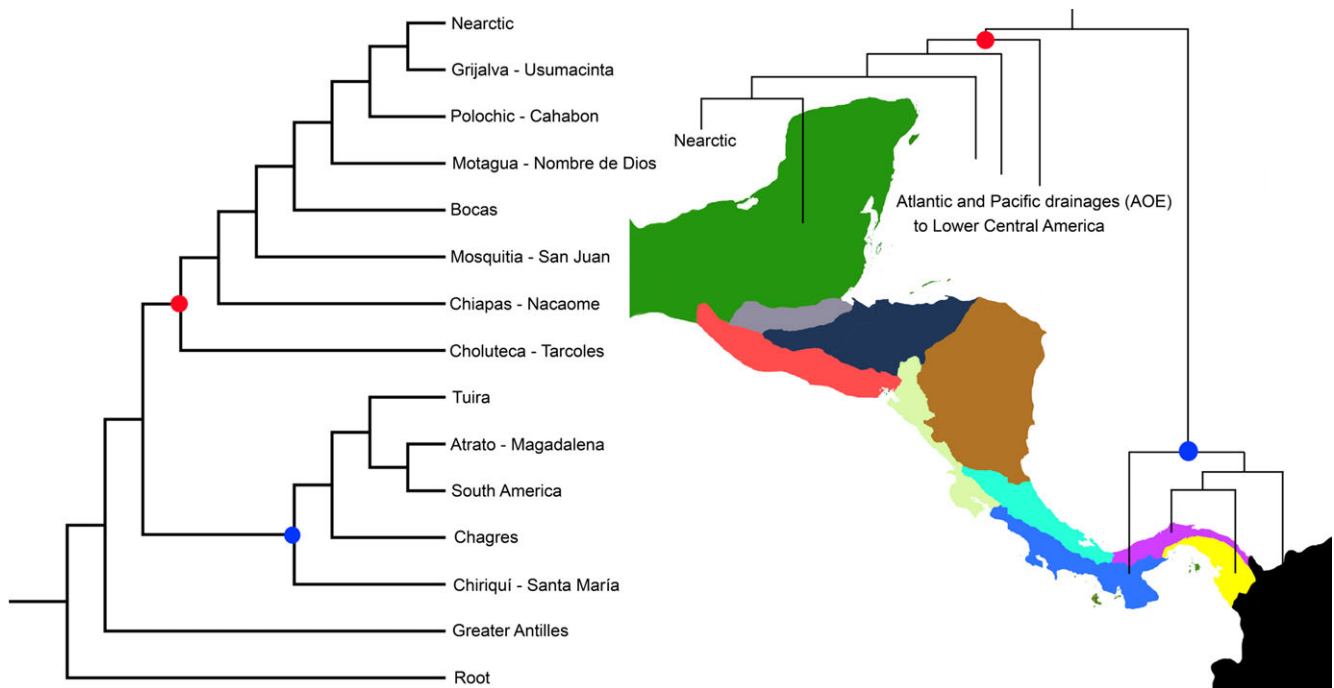 Nearctic
Grijalva - Usumacinta
Polochic - Cahabon
Motagua - Nombre de Dios
Bocas
Mosquitia - San Juan
Chiapas - Nacaome
Choluteca - Tarcoles
Tuira
Atrato - Magadalena
South America
Chagres
Chiriquí - Santa María
Greater Antilles
Root
Nearctic
Atlantic and Pacific drainages (AOE)
to Lower Central America